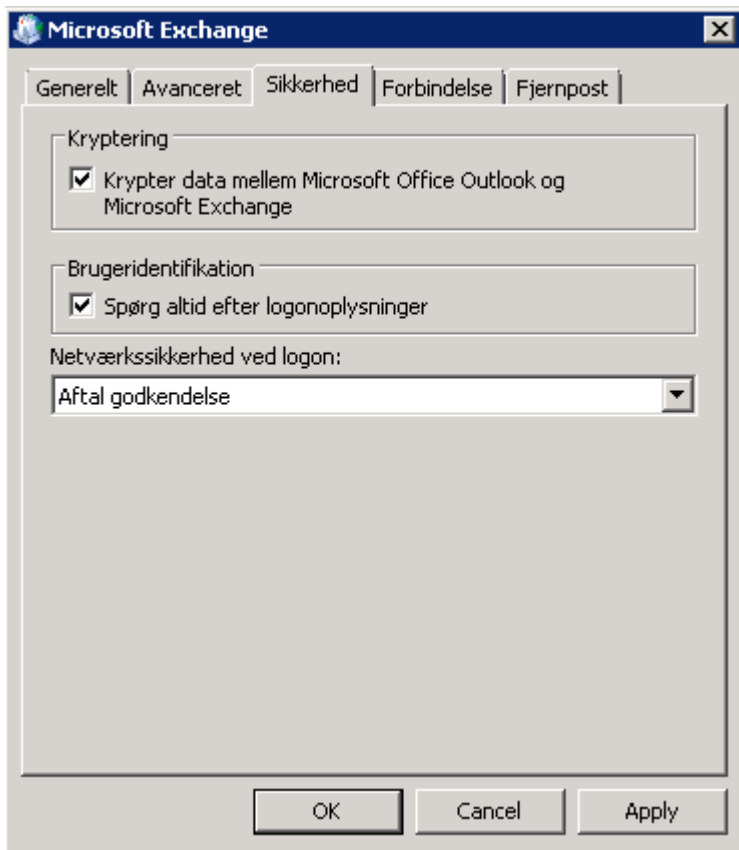 Microsoft Exchange
Generelt Avanceret Sikkerhed Forbindelse Fjernpost
Kryptering
Krypter data mellem Microsoft Office Outlook og
Microsoft Exchange
Brugeridentifikation
Spørg altid efter logonoplysninger
Netværkssikkerhed ved logon:
Aftal godkendelse
OK Cancel Apply